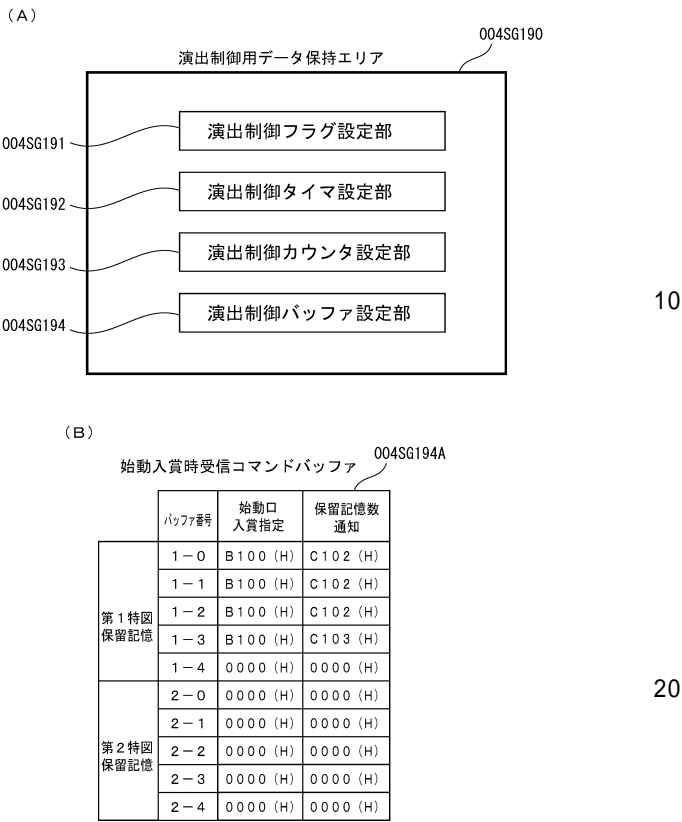 （A）
004SG190
演出制御用データ保持エリア
004SG191
演出制御フラグ設定部
004SG192
演出制御タイマ設定部
004SG193
演出制御カウンタ設定部
004SG194
演出制御バッファ設定部
10
（B）
004SG194A
始動入賞時受信コマンドバッファ
バッファ番号 始動口入賞指定 保留記憶数通知
第１特図保留記憶
１－０ Ｂ１００（Ｈ） Ｃ１０２（Ｈ）
１－１ Ｂ１００（Ｈ） Ｃ１０２（Ｈ）
１－２ Ｂ１００（Ｈ） Ｃ１０２（Ｈ）
１－３ Ｂ１００（Ｈ） Ｃ１０３（Ｈ）
１－４ ００００（Ｈ） ００００（Ｈ）
20
第２特図保留記憶
２－０ ００００（Ｈ） ００００（Ｈ）
２－１ ００００（Ｈ） ００００（Ｈ）
２－２ ００００（Ｈ） ００００（Ｈ）
２－３ ００００（Ｈ） ００００（Ｈ）
２－４ ００００（Ｈ） ００００（Ｈ）